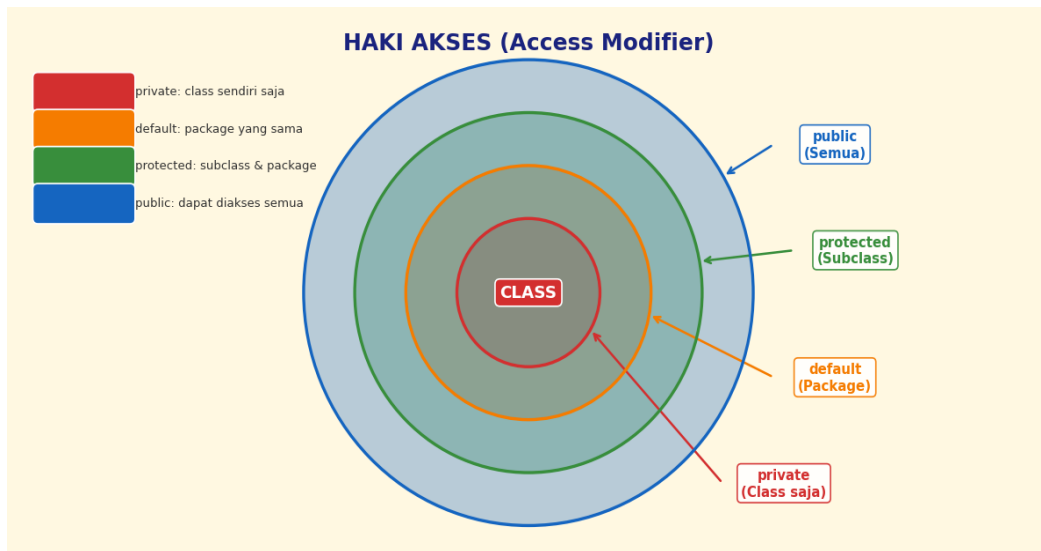 HAKI AKSES (Access Modifier)
private: class sendiri saja
default: package yang sama
protected: subclass & package
public: dapat diakses semua
CLASS
public
(Semua)
protected
(Subclass)
default
(Package)
private
(Class saja)